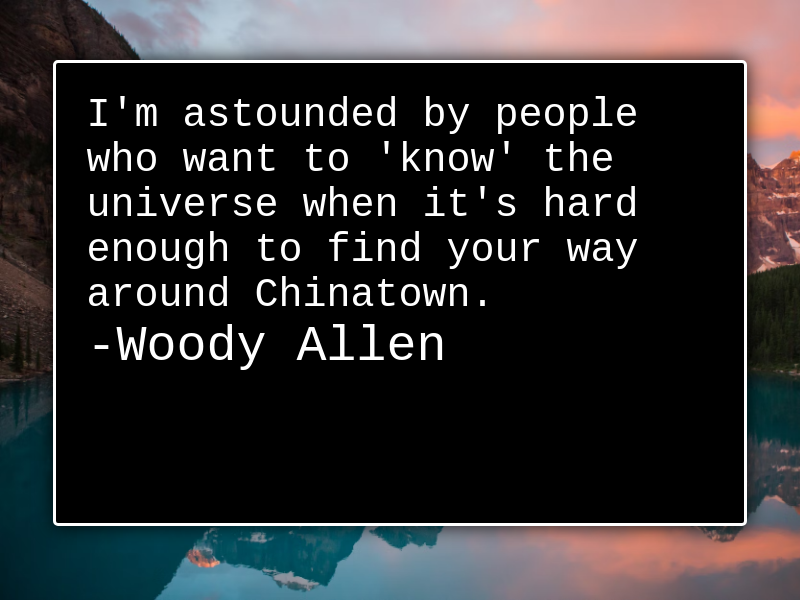 I'm astounded by people
who want to 'know' the
universe when it's hard
enough to find your way
around Chinatown.
-Woody Allen